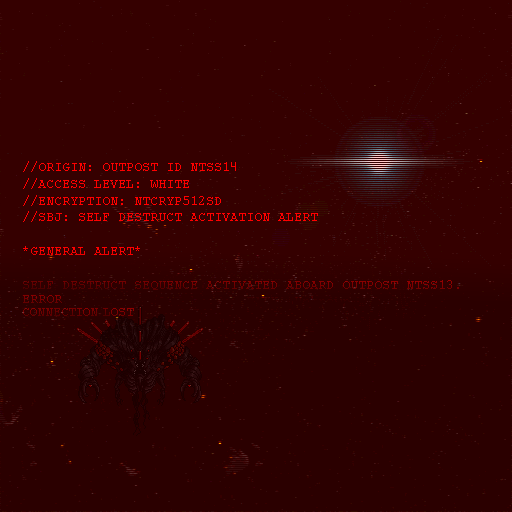 //ORIGIN: OUTPOST ID NTSS14
//ACCESS LEVEL: WHITE
//ENCRYPTION: NTCRYP512SD
//SBJ: SELF DESTRUCT ACTIVATION ALERT
*GENERAL ALERT*
SELF DESTRUCT SEQUENCE ACTIVATED ABOARD OUTPOST NTSS13;
ERROR
CONNECTION LOST|